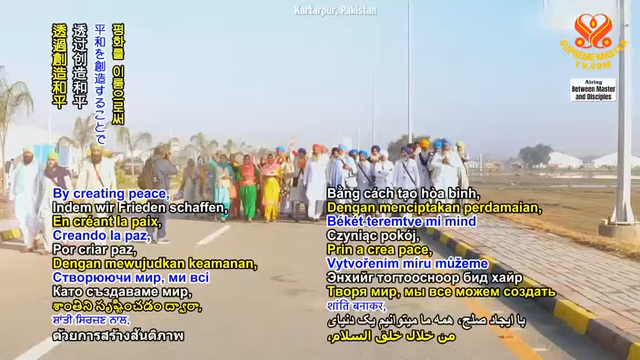 Kartarpur, Pakistan
SUPREME MASTER
TV.COM
Airing
Between Master
and Disciples
평화를 이룸으로써
平和を創造することで
透过创造和平
透過創造和平
By creating peace,
Indem wir Frieden schaffen,
En créant la paix,
Creando la paz,
Por criar paz,
Dengan mewujudkan keamanan,
Створюючи мир, ми всі
Като създаваме мир,
శాంతిని సృష్టించడం ద్వారా,
ਸ਼ਾਂਤੀ ਸਿਰਜਣ ਨਾਲ,
ด้วยการสร้างสันติภาพ
Bằng cách tạo hòa bình,
Dengan menciptakan perdamaian,
Békét teremtve mi mind
Czyniąc pokój,
Prin a crea pace,
Vytvořením míru můžeme
Энхийг тогтоосноор бид хайр
Творя мир, мы все можем создать
शांति बनाकर,
با ایجاد صلح، همه ما میتوانیم یک دنیای
من خلال خلق السلام،